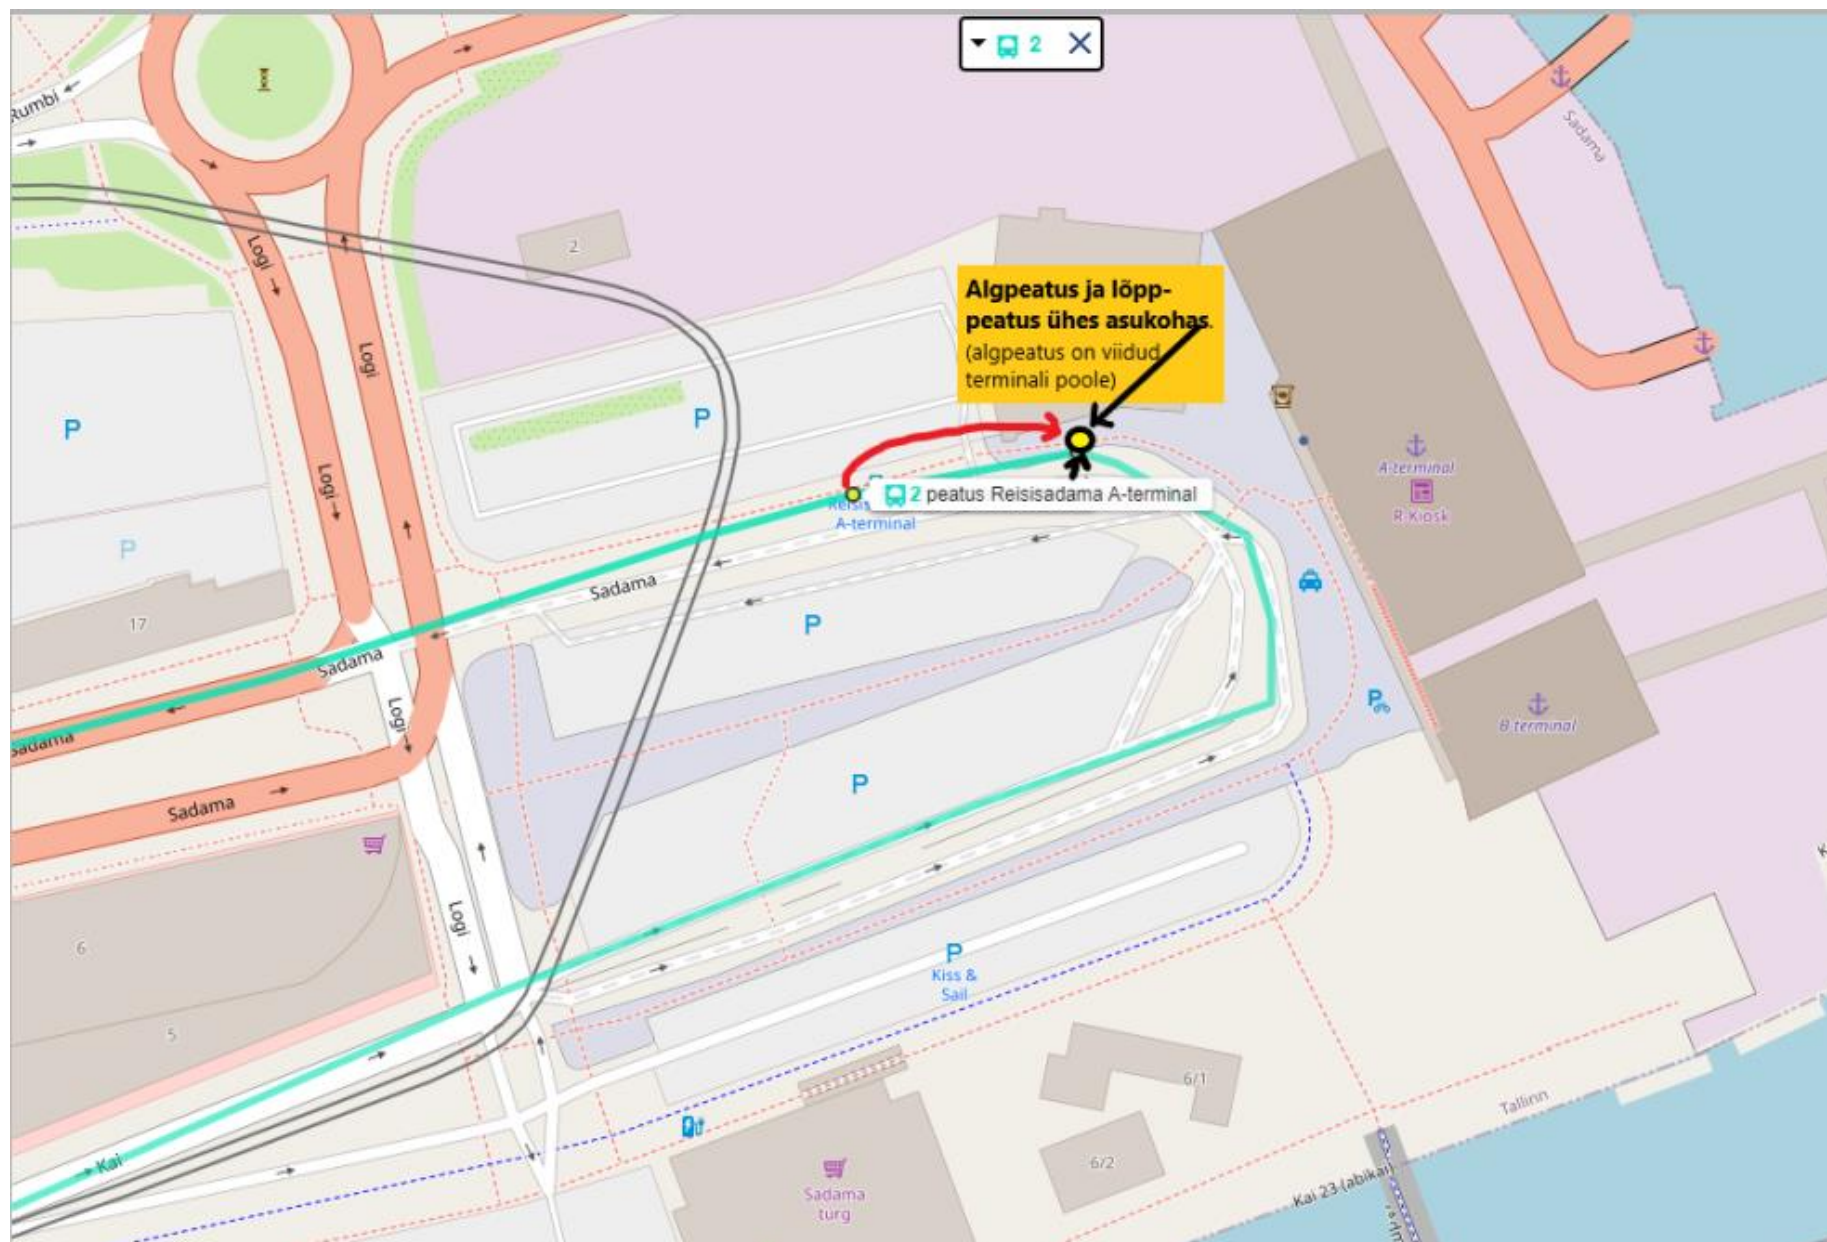 2
Rumbi
Sadama
Logi
Logi
2
Algpeatus ja lõpp-
peatus ühes asukohas.
(algpeatus on viidud
terminali poole)
P
P
Logi
A-terminal
R-Kiosk
2 peatus Reisisadama A-terminal
A-terminal
P
Sadama
17
P
Sadama
Logi
P
B-terminal
Sadama
P
Sadama
Logi
6
P
Kiss &
Sail
5
6/1
Tallinn
Kai
6/2
Sadama
turg
Kai 23 (abikai)